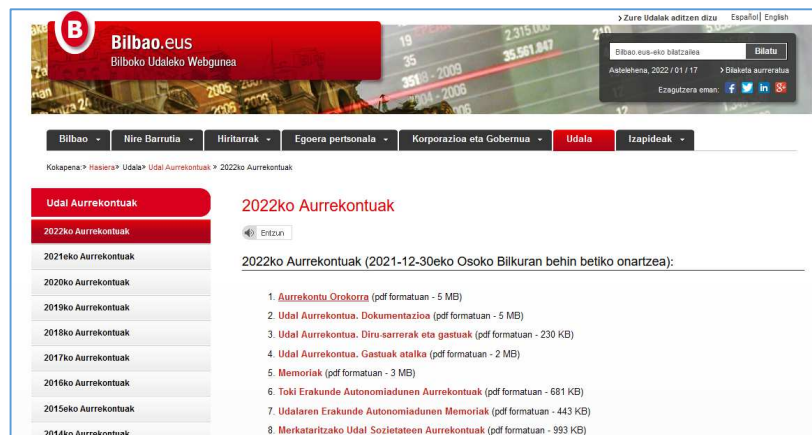 > Zure Udalak aditzen dizu Español | English
B
Bilbao.eus
Bilboko Udaleko Webgunea
Bilbao.eus-eko bilatzailea Bilatu
Astelehena, 2022 / 01 / 17 > Bilaketa aurreratua
Ezagutzera eman:
Bilbao Nire Barrutia Hiritarrak Egoera pertsonala Korporazioa eta Gobernua Udala Izapideak
Kokapena:> Hasiera> Udala> Udal Aurrekontuak > 2022ko Aurrekontuak
Udal Aurrekontuak
2022ko Aurrekontuak
2021eko Aurrekontuak
2020ko Aurrekontuak
2019ko Aurrekontuak
2018ko Aurrekontuak
2017ko Aurrekontuak
2016ko Aurrekontuak
2015eko Aurrekontuak
2014ko Aurrekontuak
2022ko Aurrekontuak
Entzun
2022ko Aurrekontuak (2021-12-30eko Osoko Bilkuran behin betiko onartzea):
1. Aurrekontu Orokorra (pdf formatuan - 5 MB)
2. Udal Aurrekontua. Dokumentazioa (pdf formatuan - 5 MB)
3. Udal Aurrekontua. Diru-sarrerak eta gastuak (pdf formatuan - 230 KB)
4. Udal Aurrekontua. Gastuak atalka (pdf formatuan - 2 MB)
5. Memoriak (pdf formatuan - 3 MB)
6. Toki Erakunde Autonomiadunen Aurrekontuak (pdf formatuan - 681 KB)
7. Udalaren Erakunde Autonomiadunen Memoriak (pdf formatuan - 443 KB)
8. Merkataritzako Udal Sozietateen Aurrekontuak (pdf formatuan - 993 KB)